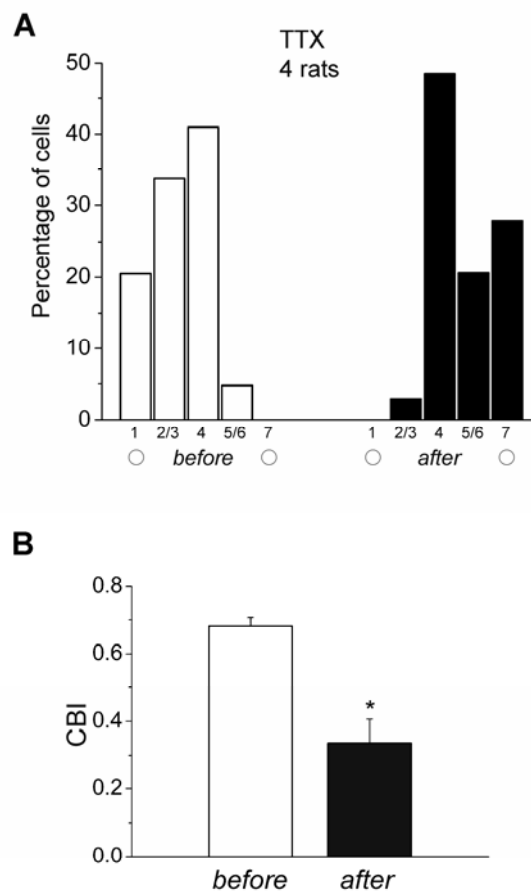 A
TTX
4 rats
50
40
30
20
10
0
Percentage of cells
1 2/3 4 5/6 7 1 2/3 4 5/6 7
before after
B
0.8
0.6
0.4
0.2
0.0
CBI
*
before after